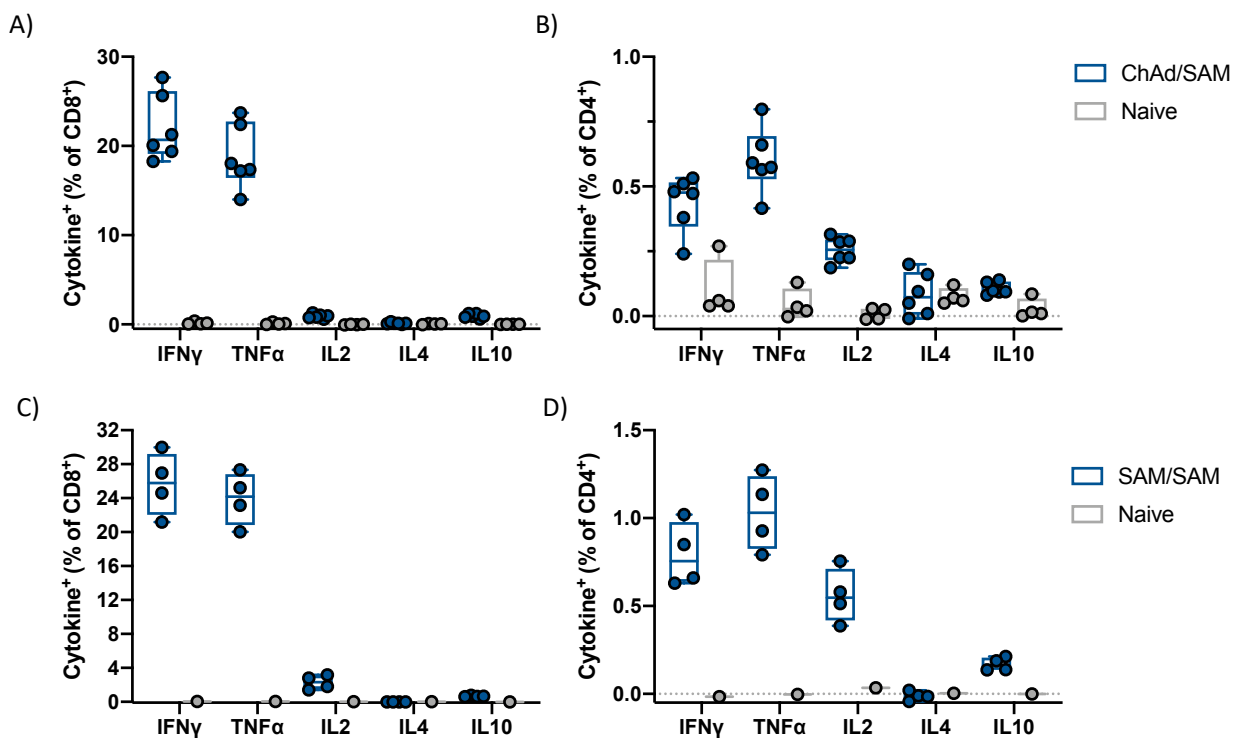 A)
Cytokine⁺ (% of CD8⁺)
30
20
10
0
IFNγ TNFα IL2 IL4 IL10
B)
Cytokine⁺ (% of CD4⁺)
1.0
0.5
0.0
IFNγ TNFα IL2 IL4 IL10
ChAd/SAM
Naive
C)
Cytokine⁺ (% of CD8⁺)
32
28
24
20
16
12
8
4
0
IFNγ TNFα IL2 IL4 IL10
D)
Cytokine⁺ (% of CD4⁺)
1.5
1.0
0.5
0.0
IFNγ TNFα IL2 IL4 IL10
SAM/SAM
Naive